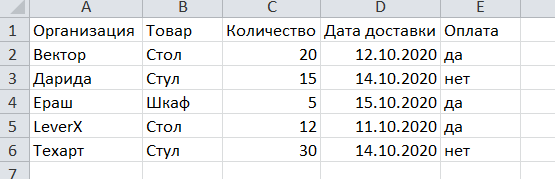 A B C D E
1 Организация Товар Количество Дата доставки Оплата
2 Вектор Стол 20 12.10.2020 да
3 Дарида Стул 15 14.10.2020 нет
4 Ераш Шкаф 5 15.10.2020 да
5 LeverX Стол 12 11.10.2020 да
6 Техарт Стул 30 14.10.2020 нет
7